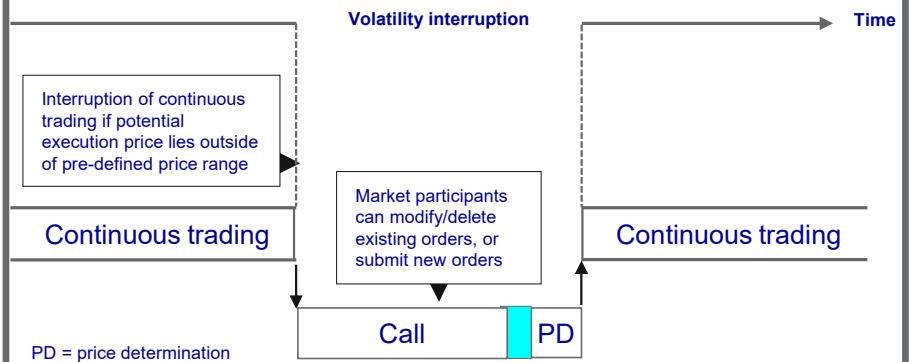 Volatility interruption
Time
Interruption of continuous
trading if potential
execution price lies outside
of pre-defined price range
Market participants
can modify/delete
existing orders, or
submit new orders
Continuous trading
Continuous trading
Call
PD
PD = price determination